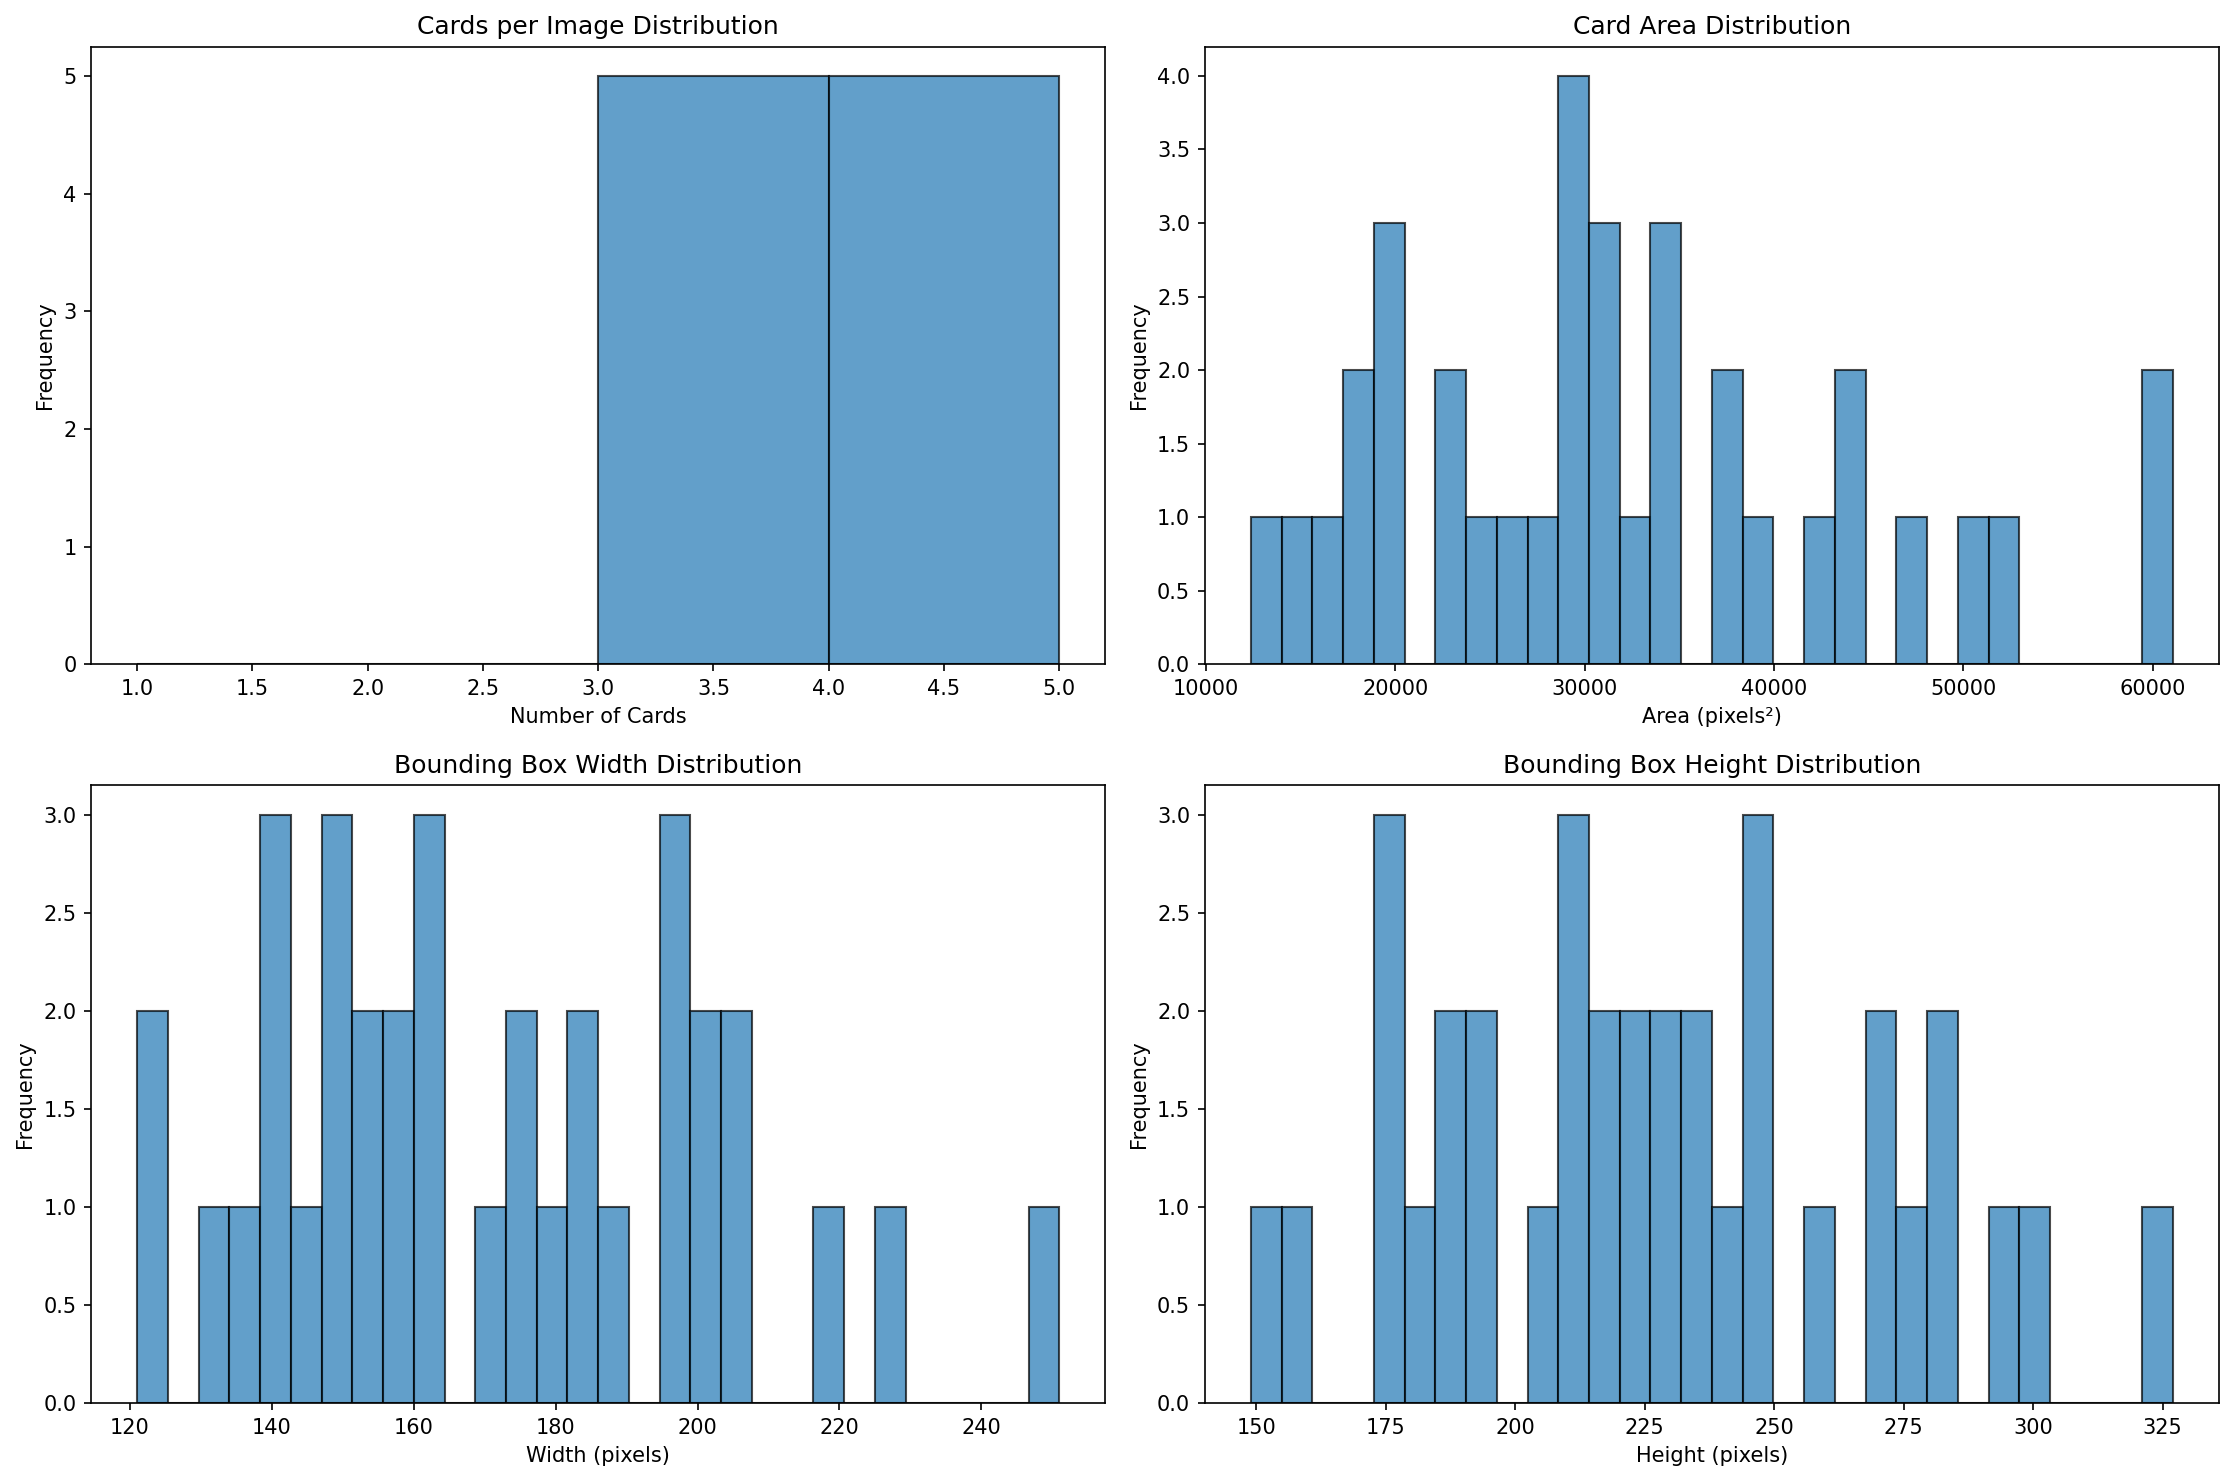 Cards per Image Distribution
5
4
3
2
1
0
Frequency
1.0 1.5 2.0 2.5 3.0 3.5 4.0 4.5 5.0
Number of Cards
Card Area Distribution
4.0
3.5
3.0
2.5
2.0
1.5
1.0
0.5
0.0
Frequency
10000 20000 30000 40000 50000 60000
Area (pixels²)
Bounding Box Width Distribution
3.0
2.5
2.0
1.5
1.0
0.5
0.0
Frequency
120 140 160 180 200 220 240
Width (pixels)
Bounding Box Height Distribution
3.0
2.5
2.0
1.5
1.0
0.5
0.0
Frequency
150 175 200 225 250 275 300 325
Height (pixels)